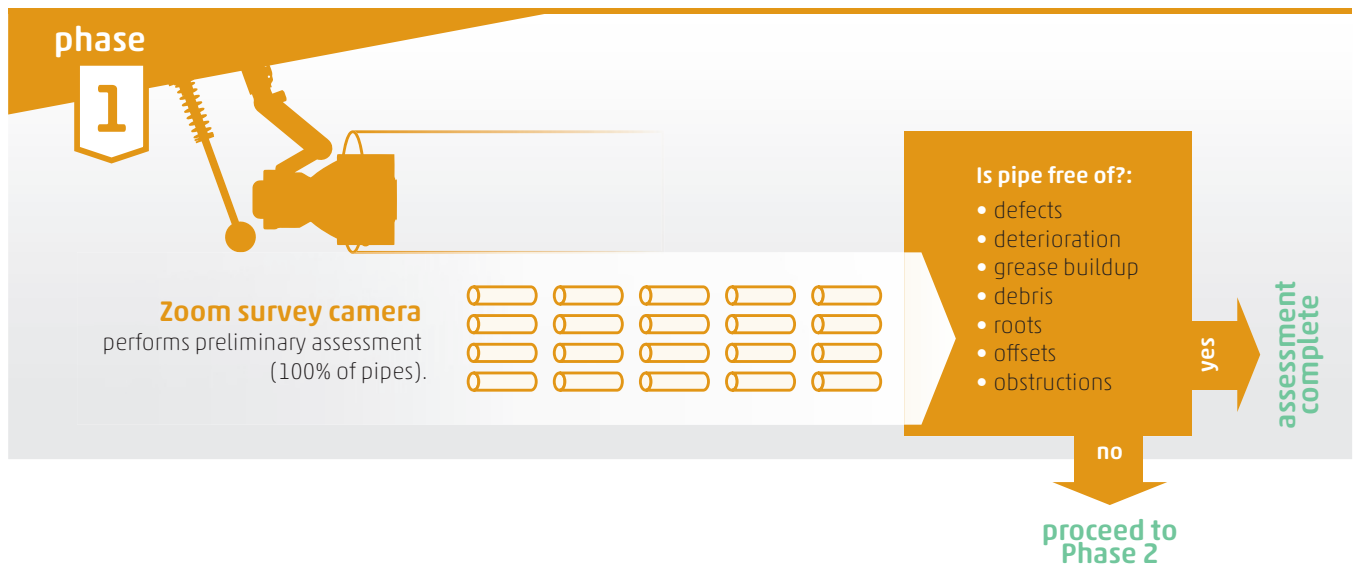 phase
1
Zoom survey camera
performs preliminary assessment
(100% of pipes).
Is pipe free of?:
• defects
• deterioration
• grease buildup
• debris
• roots
• offsets
• obstructions
yes
assessment
complete
no
proceed to
Phase 2